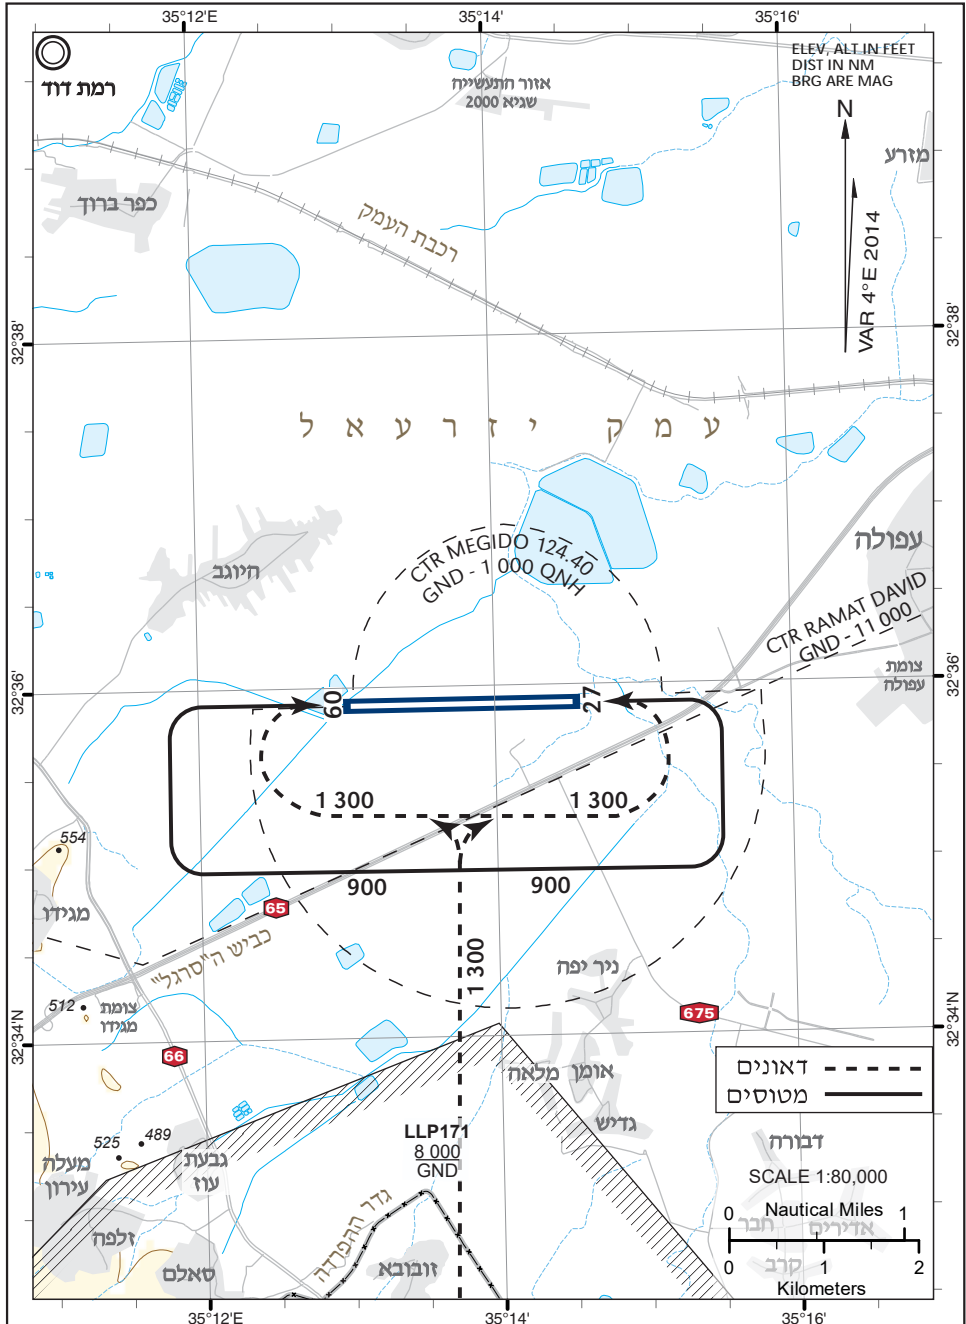 35°12'E
35°14'
35°16'
ELEV, ALT IN FEET
DIST IN NM
BRG ARE MAG
רמת דוד
אזור התעשייה
שגיא 2000
N
מזרע
כפר ברוך
רכבת העמק
VAR 4°E 2014
32°38'
32°38'
עמק יזרעאל
עפולה
CTR MEGIDO 124.40
GND - 1 000 QNH
היוגב
CTR RAMAT DAVID
GND - 11 000
צומת
עפולה
32°36'
32°36'
09
27
1 300
1 300
554
900
900
מגידו
65
כביש ה"סרגל"
1 300
ניר יפה
512
צומת
מגידו
675
32°34'N
32°34'N
66
מלאה
אומן
דאונים
מטוסים
גדיש
LLP171
8 000
GND
525
489
דבורה
מעלה
עירון
גבעת
עוז
SCALE 1:80,000
Nautical Miles
0
1
חבר
אדירים
זלפה
גדר ההפרדה
סאלם
זובובא
קרב
0
1
2
Kilometers
35°12'E
35°14'
35°16'